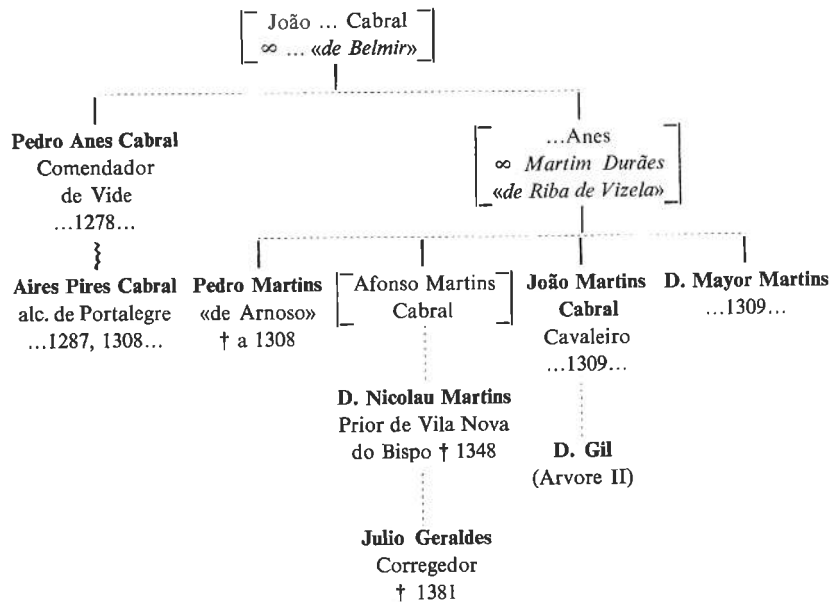 João ... Cabral
∞ ... «de Belmir»
Pedro Anes Cabral
Comendador
de Vide
...1278...
...Anes
∞ Martim Durães
«de Riba de Vizela»
Aires Pires Cabral
alc. de Portalegre
...1287, 1308...
Pedro Martins
«de Arnoso»
† a 1308
Afonso Martins
Cabral
João Martins
Cabral
Cavaleiro
...1309...
D. Mayor Martins
...1309...
D. Nicolau Martins
Prior de Vila Nova
do Bispo † 1348
D. Gil
(Arvore II)
Julio Geraldes
Corregedor
† 1381